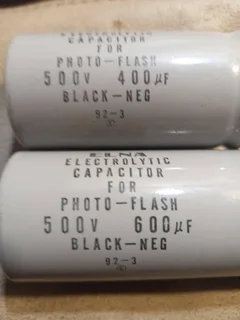 ELECTROLYTIC
CAPACITOR
FOR
PHOTO-FLASH
500V 400µF
BLACK-NEG
92-3
ELNA
ELECTROLYTIC
CAPACITOR
FOR
PHOTO-FLASH
500V 600µF
BLACK-NEG
92-3